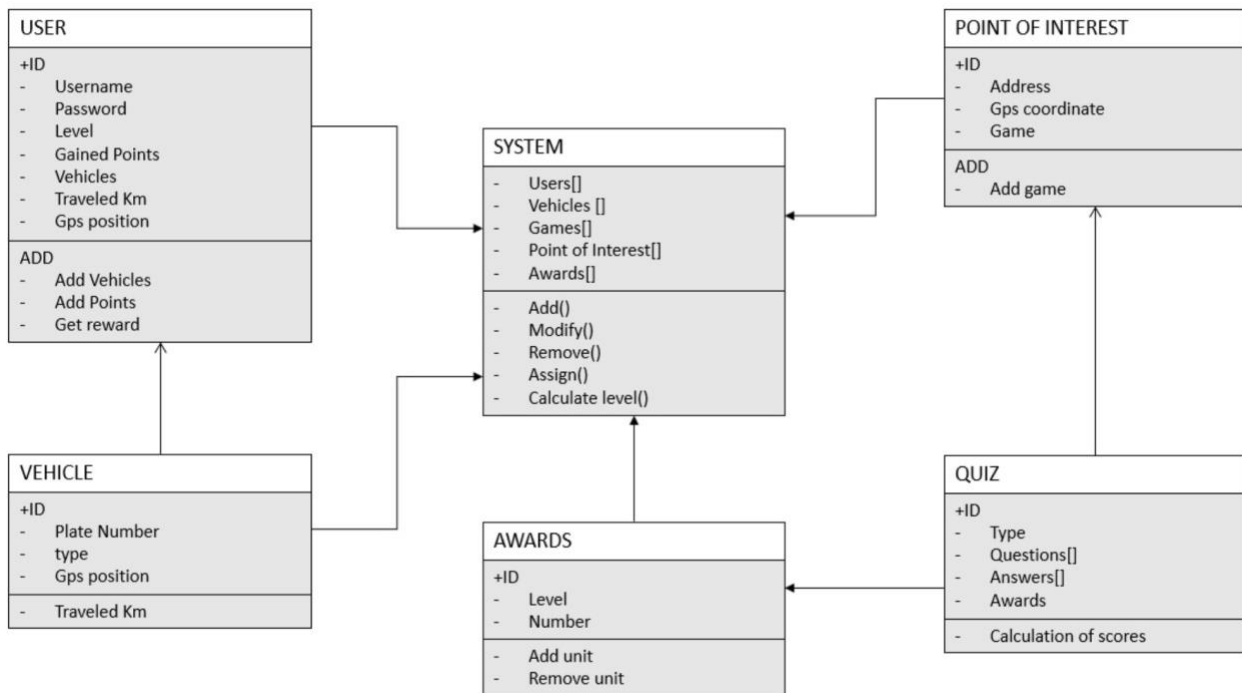 USER
+ID
- Username
- Password
- Level
- Gained Points
- Vehicles
- Traveled Km
- Gps position
ADD
- Add Vehicles
- Add Points
- Get reward
VEHICLE
+ID
- Plate Number
- type
- Gps position
- Traveled Km
SYSTEM
- Users[]
- Vehicles []
- Games[]
- Point of Interest[]
- Awards[]
- Add()
- Modify()
- Remove()
- Assign()
- Calculate level()
AWARDS
+ID
- Level
- Number
- Add unit
- Remove unit
POINT OF INTEREST
+ID
- Address
- Gps coordinate
- Game
ADD
- Add game
QUIZ
+ID
- Type
- Questions[]
- Answers[]
- Awards
- Calculation of scores